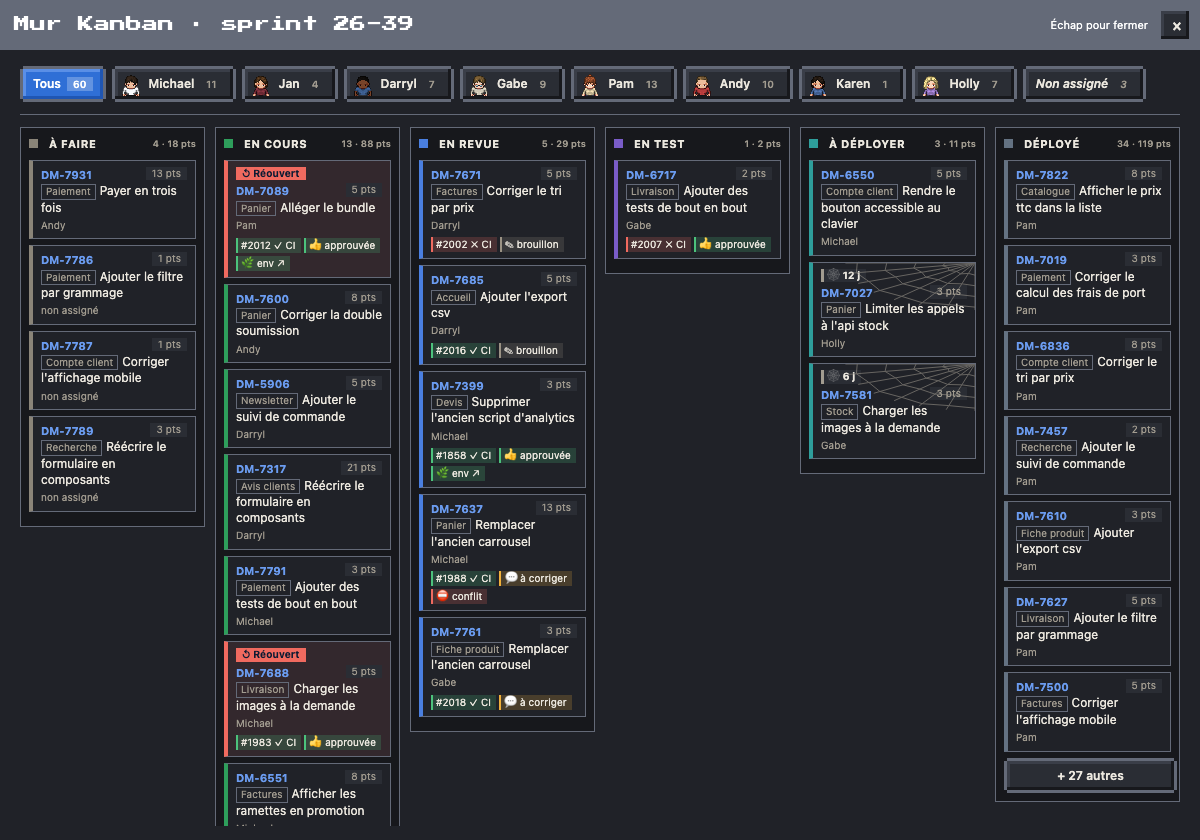 Mur Kanban · sprint 26-39
Échap pour fermer
×
Tous 60
Michael 11
Jan 4
Darryl 7
Gabe 9
Pam 13
Andy 10
Karen 1
Holly 7
Non assigné 3
À FAIRE 4 · 18 pts
DM-7931 13 pts
Paiement Payer en trois
fois
Andy
DM-7786 1 pts
Paiement Ajouter le filtre
par grammage
non assigné
DM-7787 1 pts
Compte client Corriger
l'affichage mobile
non assigné
DM-7789 3 pts
Recherche Réécrire le
formulaire en
composants
non assigné
EN COURS 13 · 88 pts
↺ Réouvert
DM-7089 5 pts
Panier Alléger le bundle
Pam
#2012 ✓ CI 👍 approuvée
🌿 env ↗
DM-7600 8 pts
Panier Corriger la double
soumission
Andy
DM-5906 5 pts
Newsletter Ajouter le
suivi de commande
Darryl
DM-7317 21 pts
Avis clients Réécrire le
formulaire en
composants
Darryl
DM-7791 3 pts
Paiement Ajouter des
tests de bout en bout
Michael
↺ Réouvert
DM-7688 5 pts
Livraison Charger les
images à la demande
Michael
#1983 ✓ CI 👍 approuvée
DM-6551 8 pts
Factures Afficher les
ramettes en promotion
EN REVUE 5 · 29 pts
DM-7671 5 pts
Factures Corriger le tri
par prix
Darryl
#2002 ✕ CI ✎ brouillon
DM-7685 5 pts
Accueil Ajouter l'export
csv
Darryl
#2016 ✓ CI ✎ brouillon
DM-7399 3 pts
Devis Supprimer
l'ancien script d'analytics
Michael
#1858 ✓ CI 👍 approuvée
🌿 env ↗
DM-7637 13 pts
Panier Remplacer
l'ancien carrousel
Michael
#1988 ✓ CI 💬 à corriger
⛔ conflit
DM-7761 3 pts
Fiche produit Remplacer
l'ancien carrousel
Gabe
#2018 ✓ CI 💬 à corriger
EN TEST 1 · 2 pts
DM-6717 2 pts
Livraison Ajouter des
tests de bout en bout
Gabe
#2007 ✕ CI 👍 approuvée
À DÉPLOYER 3 · 11 pts
DM-6550 5 pts
Compte client Rendre le
bouton accessible au
clavier
Michael
🕸 12 j
DM-7027 3 pts
Panier Limiter les appels
à l'api stock
Holly
🕸 6 j
DM-7581 3 pts
Stock Charger les
images à la demande
Gabe
DÉPLOYÉ 34 · 119 pts
DM-7822 8 pts
Catalogue Afficher le prix
ttc dans la liste
Pam
DM-7019 3 pts
Paiement Corriger le
calcul des frais de port
Pam
DM-6836 8 pts
Compte client Corriger le
tri par prix
Pam
DM-7457 2 pts
Recherche Ajouter le
suivi de commande
Pam
DM-7610 3 pts
Fiche produit Ajouter
l'export csv
Pam
DM-7627 5 pts
Livraison Ajouter le filtre
par grammage
Pam
DM-7500 5 pts
Factures Corriger
l'affichage mobile
Pam
+ 27 autres